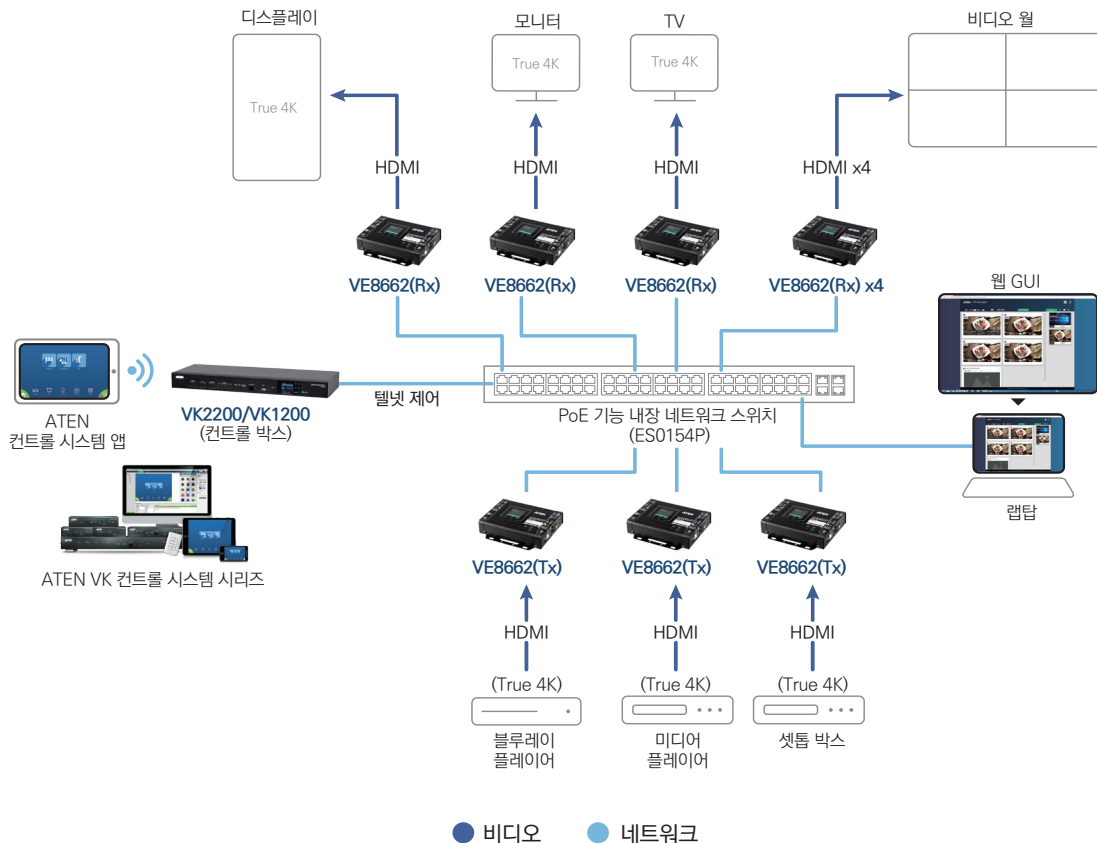 디스플레이
모니터
TV
비디오 월
True 4K
True 4K
True 4K
HDMI
HDMI
HDMI
HDMI x4
VE8662(Rx)
VE8662(Rx)
VE8662(Rx)
VE8662(Rx) x4
웹 GUI
ATEN
컨트롤 시스템 앱
VK2200/VK1200
(컨트롤 박스)
텔넷 제어
PoE 기능 내장 네트워크 스위치
(ES0154P)
랩탑
ATEN VK 컨트롤 시스템 시리즈
VE8662(Tx)
VE8662(Tx)
VE8662(Tx)
HDMI
HDMI
HDMI
(True 4K)
(True 4K)
(True 4K)
블루레이
플레이어
미디어
플레이어
셋톱 박스
비디오
네트워크